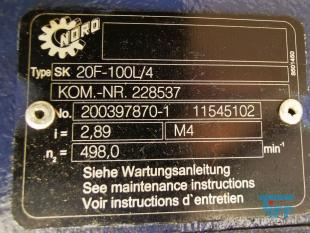 NORD
Type SK 20F-100L/4
KOM.-NR. 228537
No. 200397870-1 11545102
i = 2,89 M4
n₂ = 498,0 min⁻¹
Siehe Wartungsanleitung
See maintenance instructions
Voir instructions d`entretien